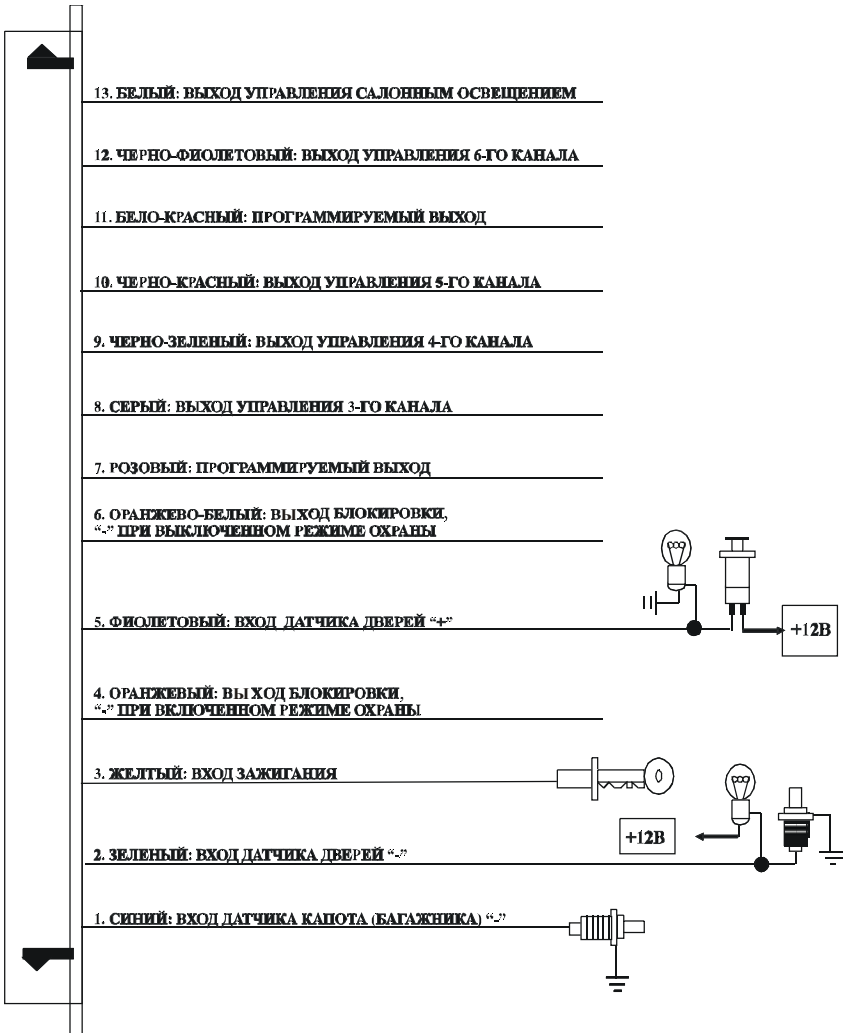 13. БЕЛЫЙ: ВЫХОД УПРАВЛЕНИЯ САЛОННЫМ ОСВЕЩЕНИЕМ
12. ЧЕРНО-ФИОЛЕТОВЫЙ: ВЫХОД УПРАВЛЕНИЯ 6-ГО КАНАЛА
11. БЕЛО-КРАСНЫЙ: ПРОГРАММИРУЕМЫЙ ВЫХОД
10. ЧЕРНО-КРАСНЫЙ: ВЫХОД УПРАВЛЕНИЯ 5-ГО КАНАЛА
9. ЧЕРНО-ЗЕЛЕНЫЙ: ВЫХОД УПРАВЛЕНИЯ 4-ГО КАНАЛА
8. СЕРЫЙ: ВЫХОД УПРАВЛЕНИЯ 3-ГО КАНАЛА
7. РОЗОВЫЙ: ПРОГРАММИРУЕМЫЙ ВЫХОД
6. ОРАНЖЕВО-БЕЛЫЙ: ВЫХОД БЛОКИРОВКИ,
“-” ПРИ ВЫКЛЮЧЕННОМ РЕЖИМЕ ОХРАНЫ
5. ФИОЛЕТОВЫЙ: ВХОД ДАТЧИКА ДВЕРЕЙ “+”
+12В
4. ОРАНЖЕВЫЙ: ВЫХОД БЛОКИРОВКИ,
“-” ПРИ ВКЛЮЧЕННОМ РЕЖИМЕ ОХРАНЫ
3. ЖЕЛТЫЙ: ВХОД ЗАЖИГАНИЯ
+12В
2. ЗЕЛЕНЫЙ: ВХОД ДАТЧИКА ДВЕРЕЙ “-”
1. СИНИЙ: ВХОД ДАТЧИКА КАПОТА (БАГАЖНИКА) “-”